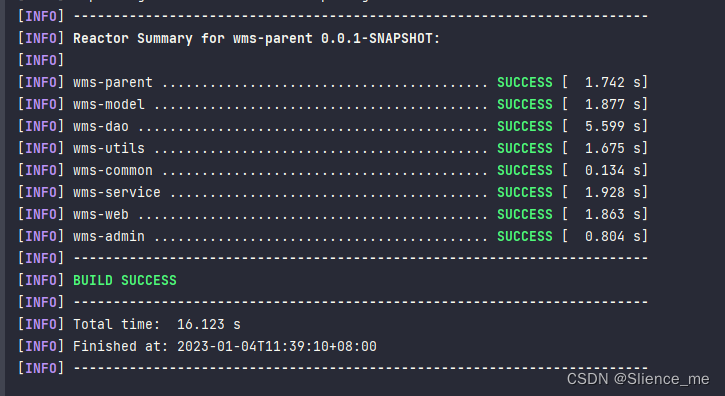 [INFO] ------------------------------------------------------------------------
[INFO] Reactor Summary for wms-parent 0.0.1-SNAPSHOT:
[INFO]
[INFO] wms-parent ......................................... SUCCESS [  1.742 s]
[INFO] wms-model .......................................... SUCCESS [  1.877 s]
[INFO] wms-dao ............................................ SUCCESS [  5.599 s]
[INFO] wms-utils .......................................... SUCCESS [  1.675 s]
[INFO] wms-common ......................................... SUCCESS [  0.134 s]
[INFO] wms-service ........................................ SUCCESS [  1.928 s]
[INFO] wms-web ............................................ SUCCESS [  1.863 s]
[INFO] wms-admin .......................................... SUCCESS [  0.804 s]
[INFO] ------------------------------------------------------------------------
[INFO] BUILD SUCCESS
[INFO] ------------------------------------------------------------------------
[INFO] Total time:  16.123 s
[INFO] Finished at: 2023-01-04T11:39:10+08:00
[INFO] ------------------------------------------------------------------------
CSDN @Slience_me